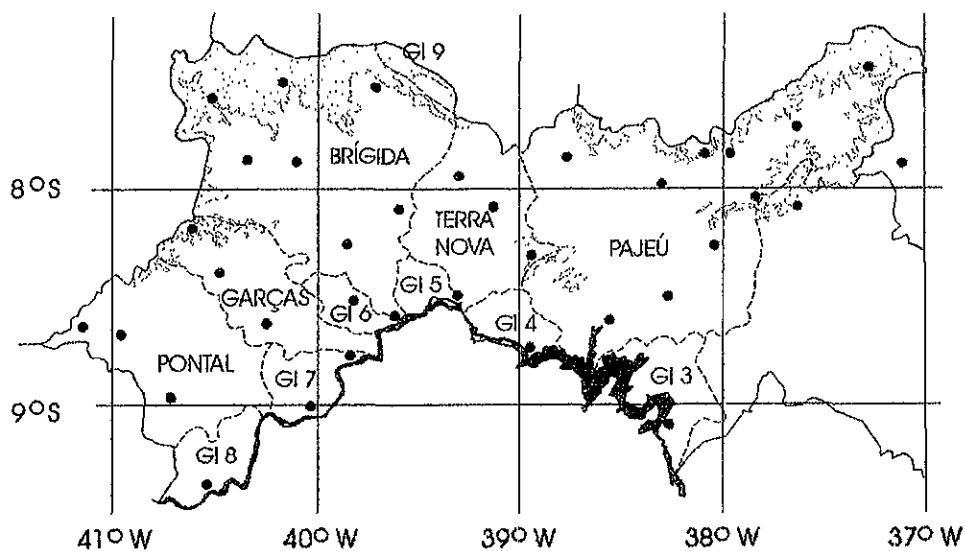 GI 9
BRÍGIDA
8°S
TERRA
NOVA
PAJEÚ
GARÇAS
GI 5
GI 6
GI 4
PONTAL
GI 7
GI 3
9°S
GI 8
41° W
40° W
39° W
38° W
37° W